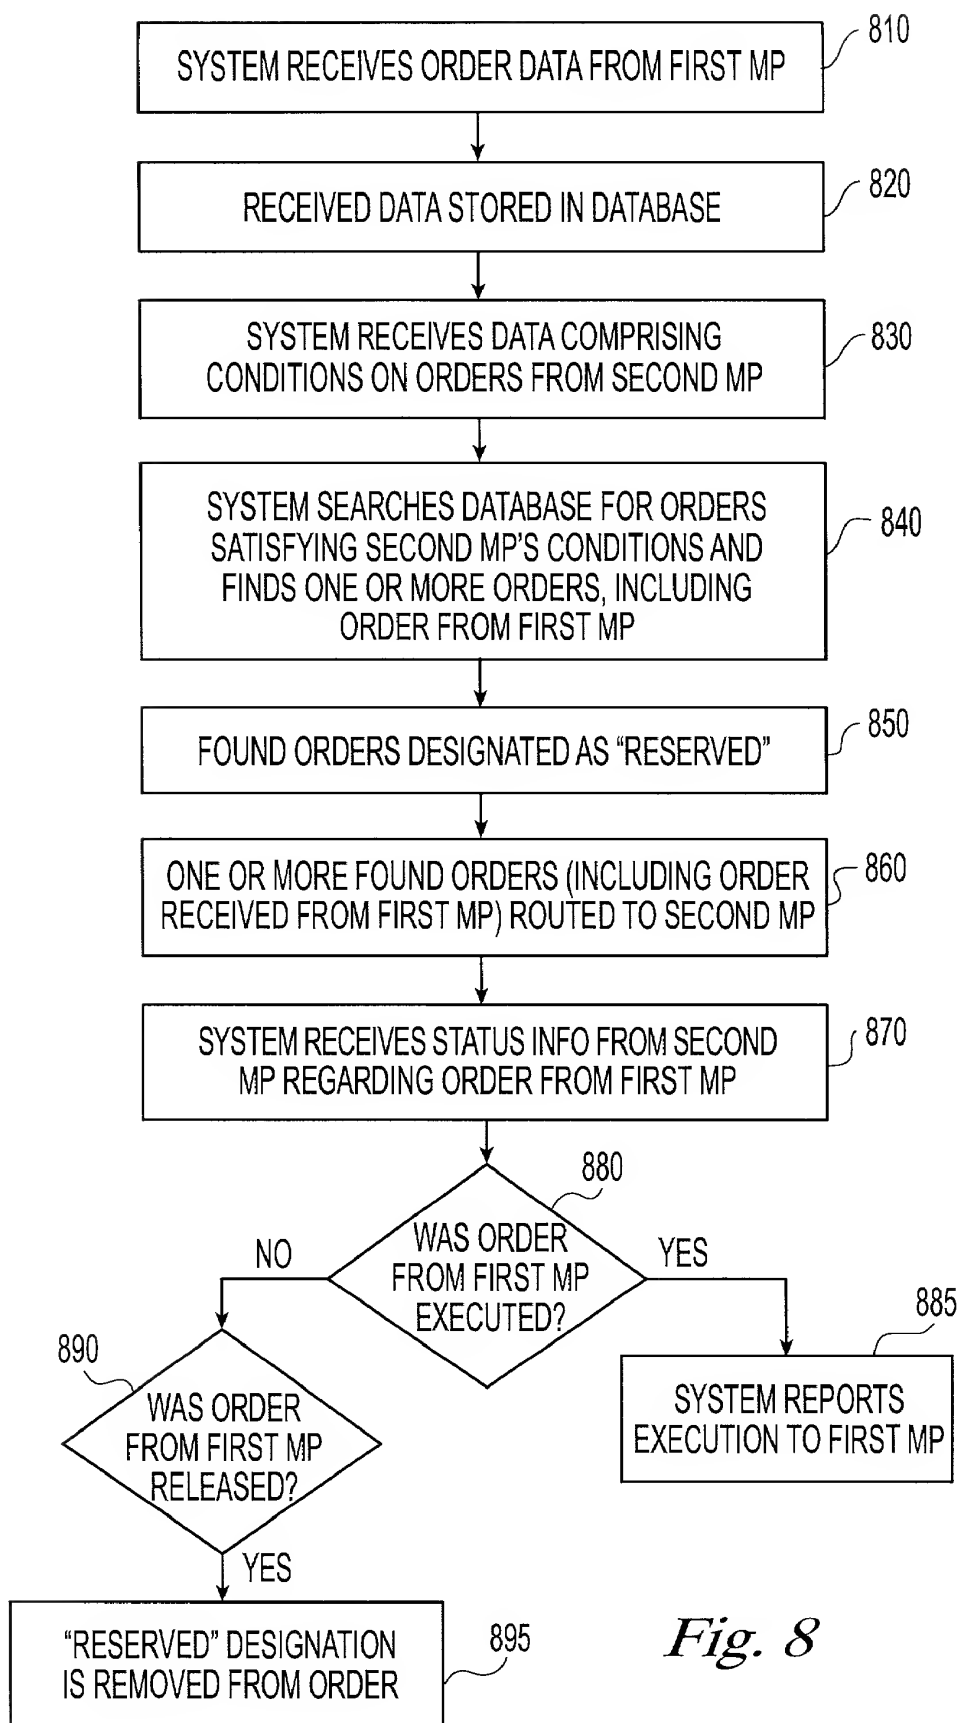 810
SYSTEM RECEIVES ORDER DATA FROM FIRST MP
820
RECEIVED DATA STORED IN DATABASE
830
SYSTEM RECEIVES DATA COMPRISING
CONDITIONS ON ORDERS FROM SECOND MP
840
SYSTEM SEARCHES DATABASE FOR ORDERS
SATISFYING SECOND MP'S CONDITIONS AND
FINDS ONE OR MORE ORDERS, INCLUDING
ORDER FROM FIRST MP
850
FOUND ORDERS DESIGNATED AS “RESERVED”
860
ONE OR MORE FOUND ORDERS (INCLUDING ORDER
RECEIVED FROM FIRST MP) ROUTED TO SECOND MP
870
SYSTEM RECEIVES STATUS INFO FROM SECOND
MP REGARDING ORDER FROM FIRST MP
880
WAS ORDER
FROM FIRST MP
EXECUTED?
NO
YES
885
SYSTEM REPORTS
EXECUTION TO FIRST MP
890
WAS ORDER
FROM FIRST MP
RELEASED?
YES
895
“RESERVED” DESIGNATION
IS REMOVED FROM ORDER
Fig. 8